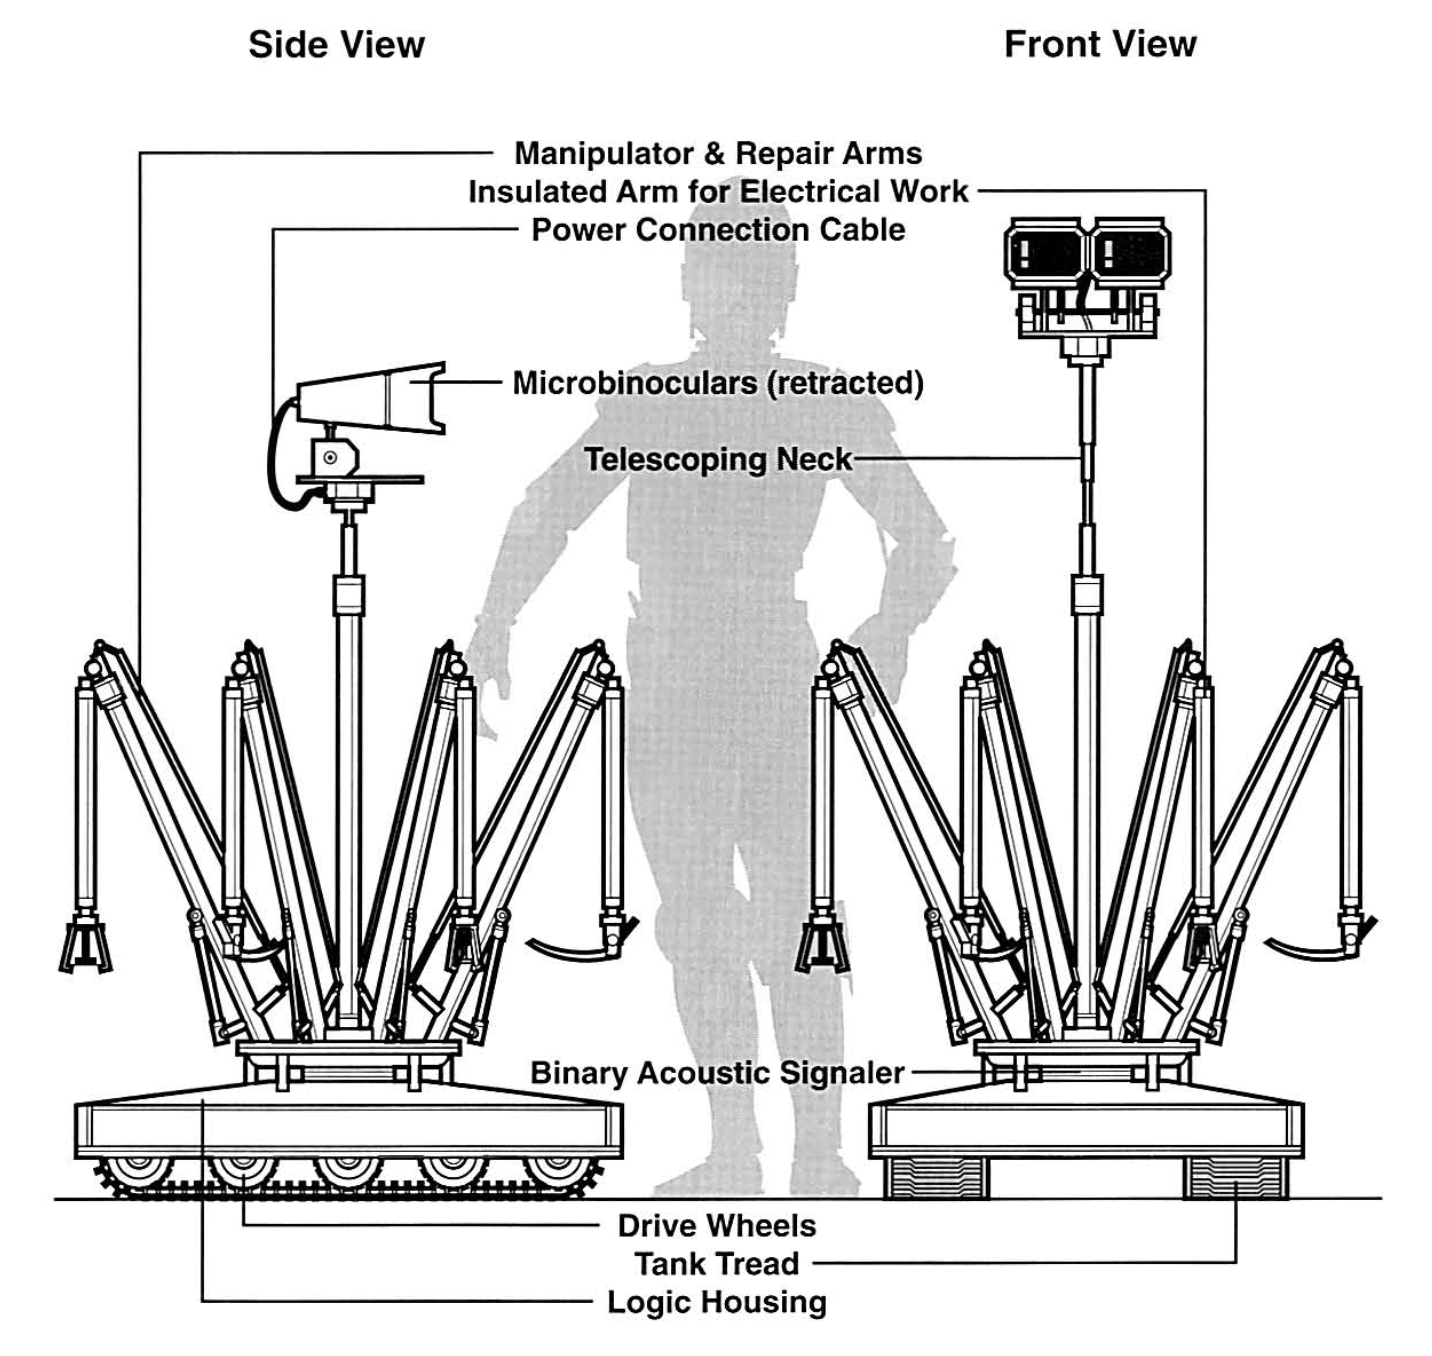 Side View
Front View
Manipulator & Repair Arms
Insulated Arm for Electrical Work
Power Connection Cable
Microbinoculars (retracted)
Telescoping Neck
Binary Acoustic Signaler
Drive Wheels
Tank Tread
Logic Housing